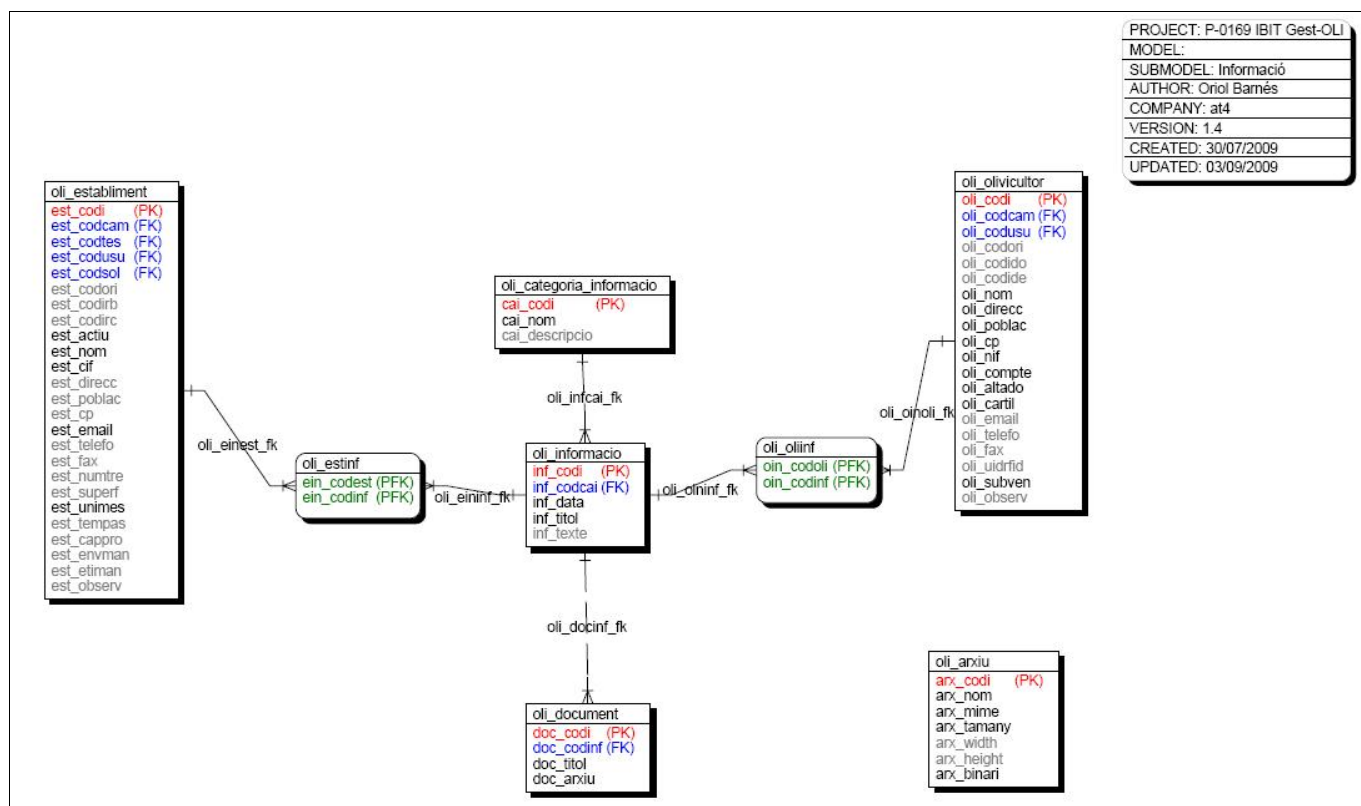 PROJECT: P-0169 IBIT Gest-OLI
MODEL:
SUBMODEL: Informació
AUTHOR: Oriol Barnés
COMPANY: at4
VERSION: 1.4
CREATED: 30/07/2009
UPDATED: 03/09/2009
oli_establiment
est_codi (PK)
est_codcam (FK)
est_codtes (FK)
est_codusu (FK)
est_codsol (FK)
est_codori
est_codirb
est_codirc
est_actiu
est_nom
est_cif
est_direcc
est_poblac
est_cp
est_email
est_telefo
est_fax
est_numtre
est_superf
est_unimes
est_tempas
est_cappro
est_envman
est_etiman
est_observ
oli_einest_fk
oli_estinf
ein_codest (PFK)
ein_codinf (PFK)
oli_eininf_fk
oli_categoria_informacio
cai_codi (PK)
cai_nom
cai_descripcio
oli_infcai_fk
oli_informacio
inf_codi (PK)
inf_codcai (FK)
inf_data
inf_titol
inf_texte
oli_docinf_fk
oli_document
doc_codi (PK)
doc_codinf (FK)
doc_titol
doc_arxiu
oli_oininf_fk
oli_oliinf
oin_codoli (PFK)
oin_codinf (PFK)
oli_oinoli_fk
oli_olivicultor
oli_codi (PK)
oli_codcam (FK)
oli_codusu (FK)
oli_codori
oli_codido
oli_codide
oli_nom
oli_direcc
oli_poblac
oli_cp
oli_nif
oli_compte
oli_altado
oli_cartil
oli_email
oli_telefo
oli_fax
oli_uidrfid
oli_subven
oli_observ
oli_arxiu
arx_codi (PK)
arx_nom
arx_mime
arx_tamany
arx_width
arx_height
arx_binari